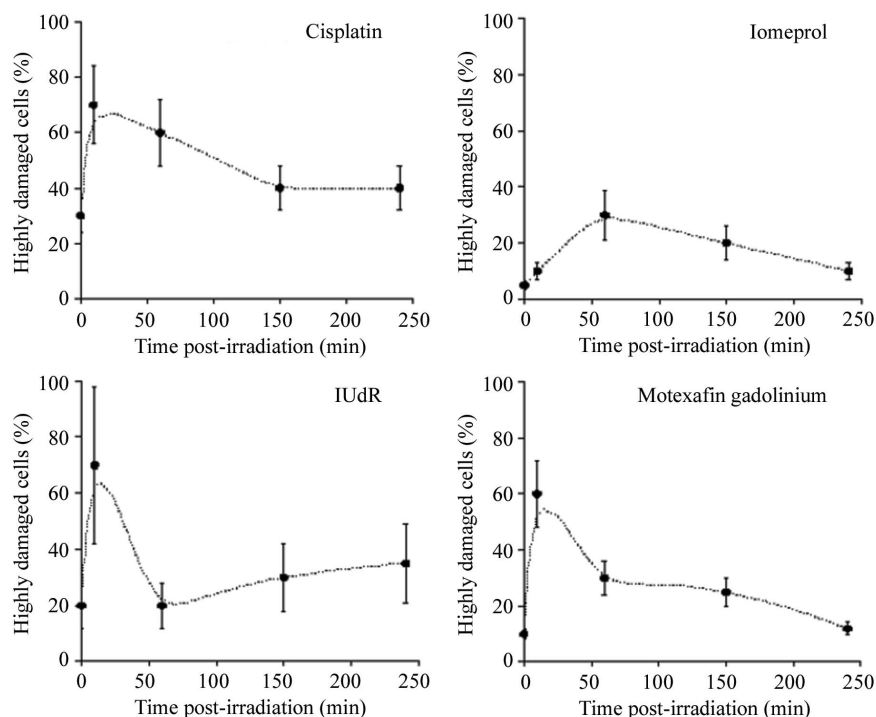 Cisplatin
Highly damaged cells (%)
100
80
60
40
20
0
0 50 100 150 200 250
Time post-irradiation (min)
Iomeprol
Highly damaged cells (%)
100
80
60
40
20
0
0 50 100 150 200 250
Time post-irradiation (min)
IUdR
Highly damaged cells (%)
100
80
60
40
20
0
0 50 100 150 200 250
Time post-irradiation (min)
Motexafin gadolinium
Highly damaged cells (%)
100
80
60
40
20
0
0 50 100 150 200 250
Time post-irradiation (min)